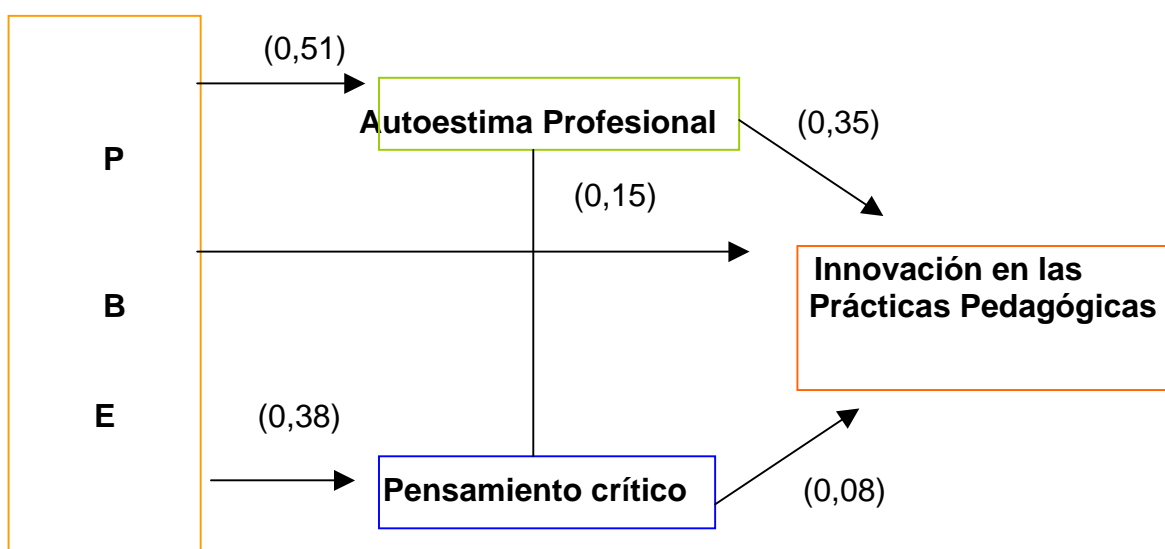 (0,51)
Autoestima Profesional
(0,35)
P
(0,15)
Innovación en las
Prácticas Pedagógicas
B
E
(0,38)
Pensamiento crítico
(0,08)